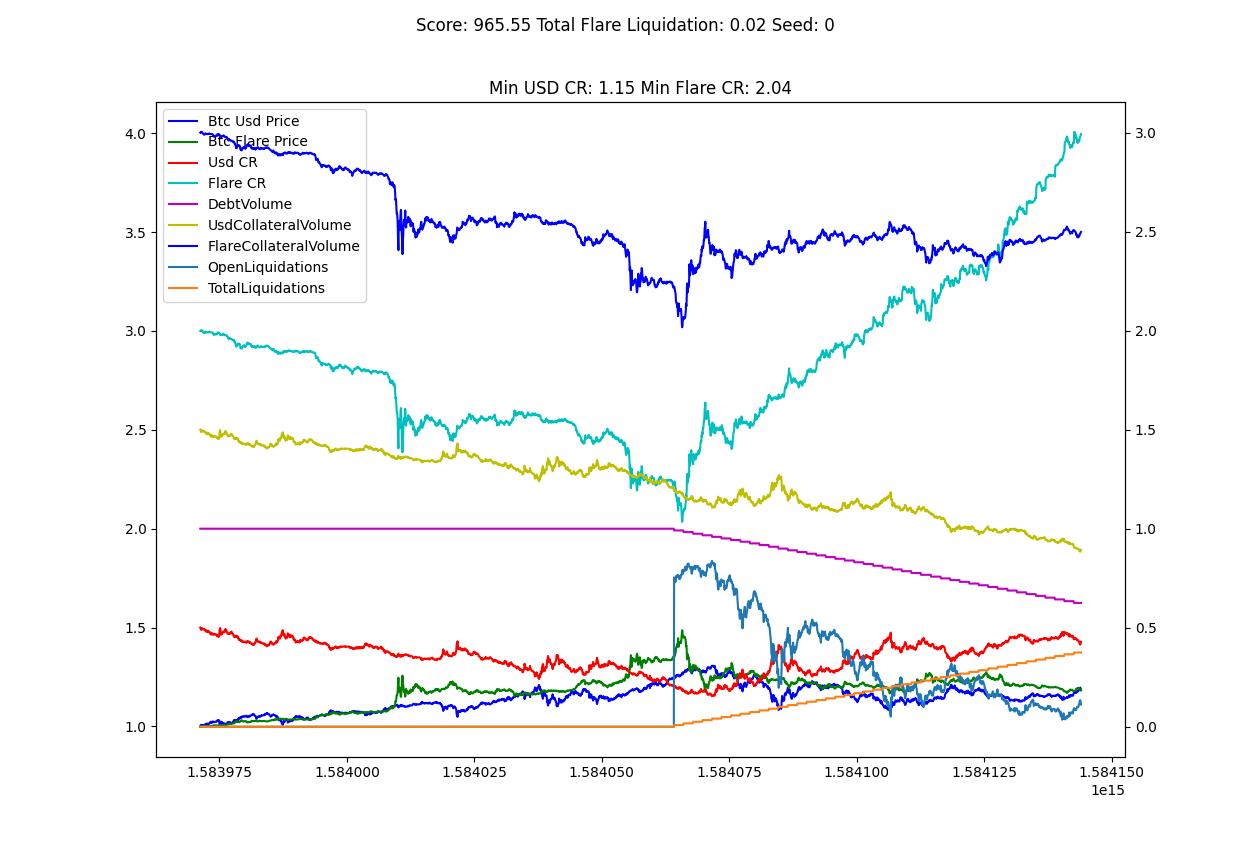 Score: 965.55 Total Flare Liquidation: 0.02 Seed: 0
Min USD CR: 1.15 Min Flare CR: 2.04
Btc Usd Price
Btc Flare Price
Usd CR
Flare CR
DebtVolume
UsdCollateralVolume
FlareCollateralVolume
OpenLiquidations
TotalLiquidations
4.0
3.5
3.0
2.5
2.0
1.5
1.0
3.0
2.5
2.0
1.5
1.0
0.5
0.0
1.583975 1.584000 1.584025 1.584050 1.584075 1.584100 1.584125 1.584150
1e15